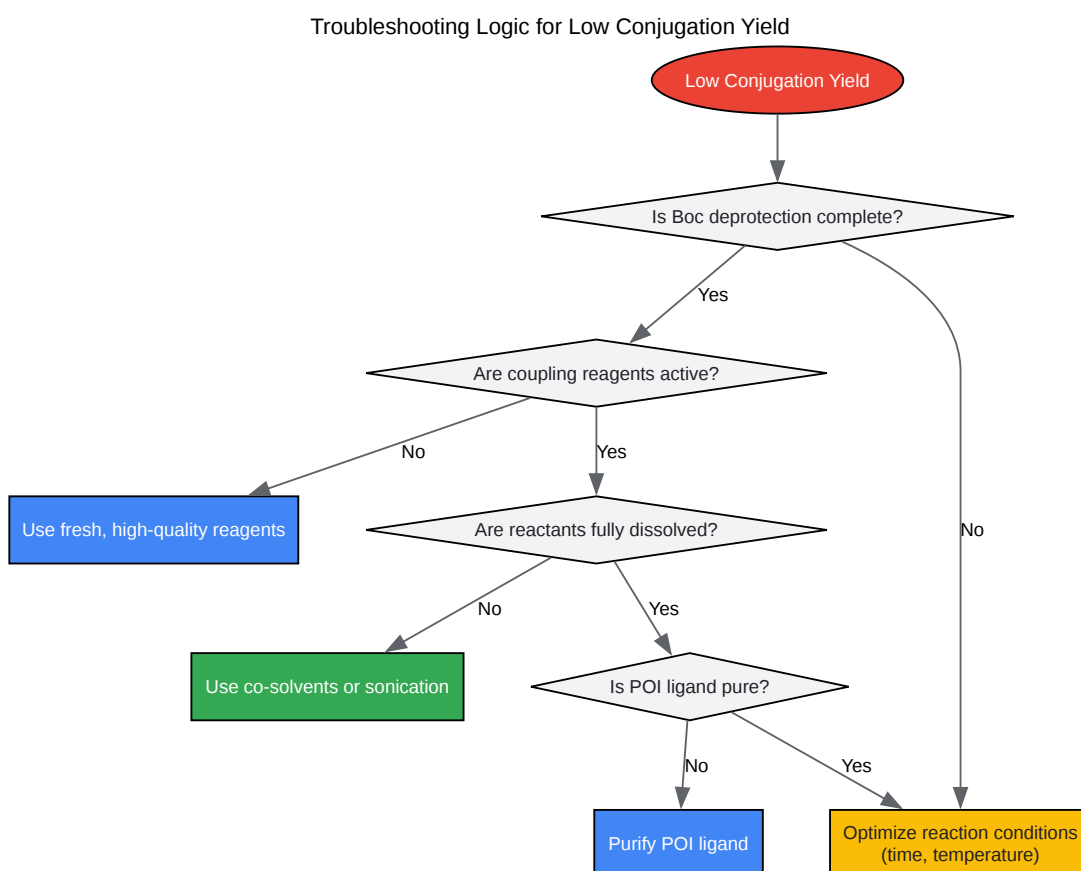 Troubleshooting Logic for Low Conjugation Yield
Low Conjugation Yield
Is Boc deprotection complete?
Yes
Are coupling reagents active?
No
Yes
Use fresh, high-quality reagents
Are reactants fully dissolved?
No
No
Yes
Use co-solvents or sonication
Is POI ligand pure?
No
Yes
Purify POI ligand
Optimize reaction conditions
(time, temperature)